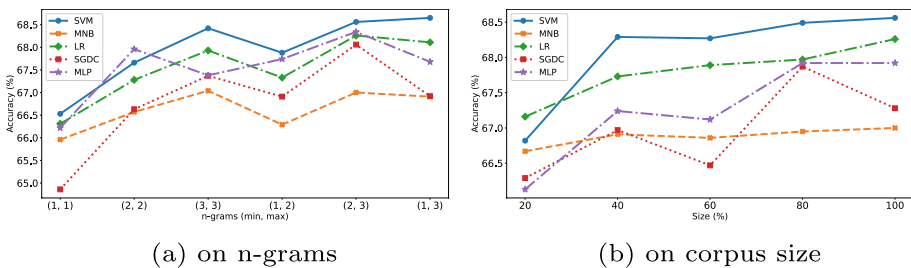 SVM
MNB
LR
SGDC
MLP
Accuracy (%)
68.5
68.0
67.5
67.0
66.5
66.0
65.5
65.0
(1, 1)
(2, 2)
(3, 3)
(1, 2)
(2, 3)
(1, 3)
n-grams (min, max)
(a) on n-grams
SVM
MNB
LR
SGDC
MLP
Accuracy (%)
68.5
68.0
67.5
67.0
66.5
20
40
60
80
100
Size (%)
(b) on corpus size